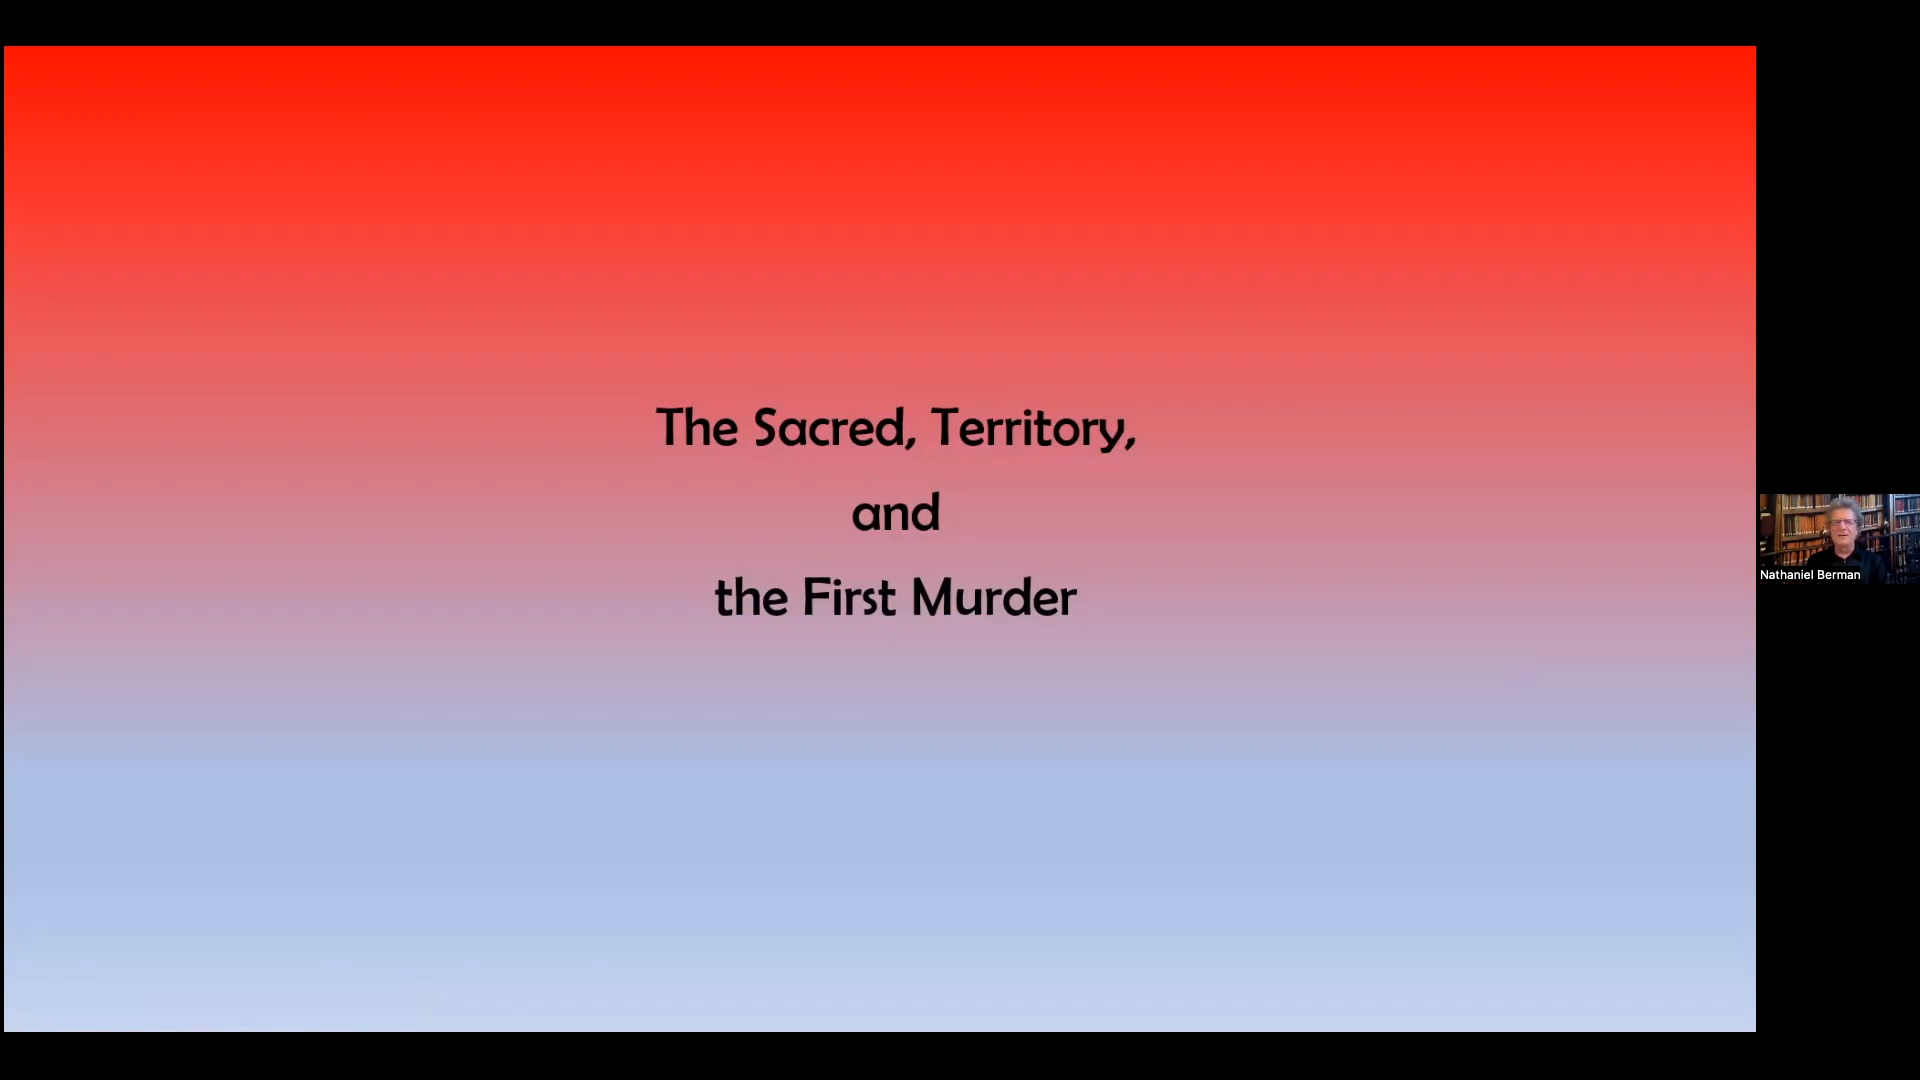 The Sacred, Territory,
and
the First Murder
Nathaniel Berman